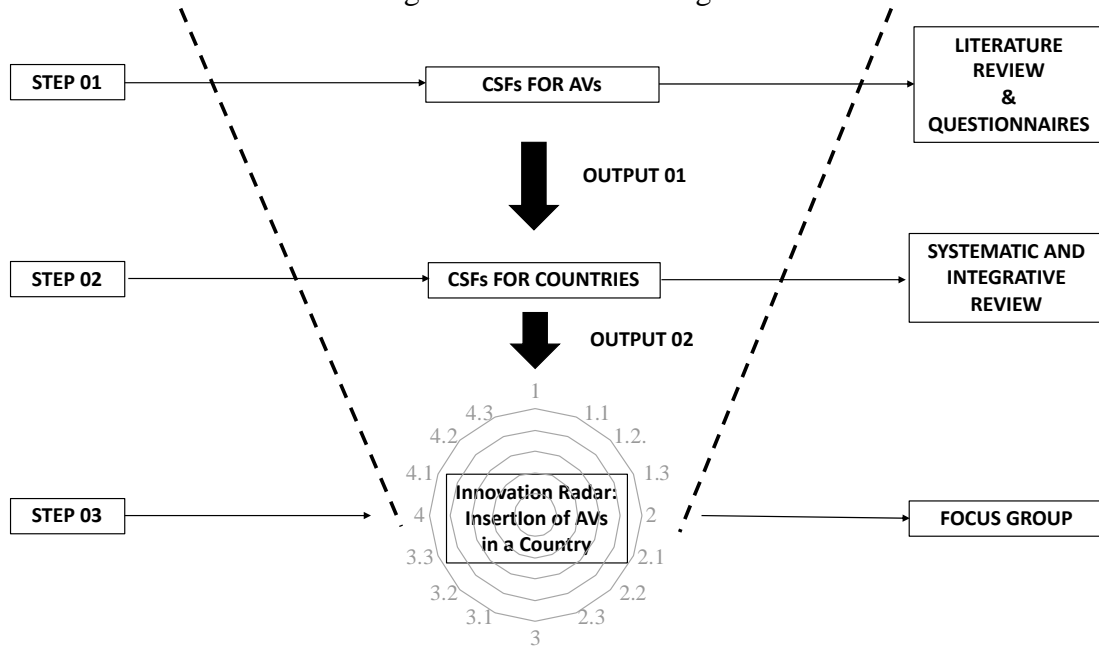 STEP 01
CSFs FOR AVs
LITERATURE
REVIEW
&
QUESTIONNAIRES
OUTPUT 01
STEP 02
CSFs FOR COUNTRIES
SYSTEMATIC AND
INTEGRATIVE
REVIEW
OUTPUT 02
1
1.1
1.2.
1.3
2
2.1
2.2
2.3
3
3.1
3.2
3.3
4
4.1
4.2
4.3
STEP 03
Innovation Radar:
Insertion of AVs
in a Country
FOCUS GROUP